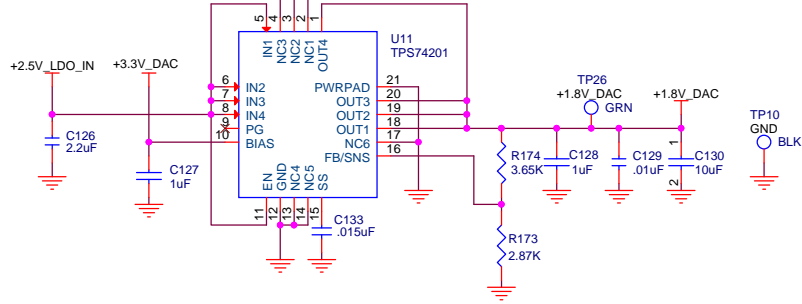 5 4 3 2 1
U11
TPS74201
IN1 NC3 NC2 NC1 OUT4
+2.5V_LDO_IN
+3.3V_DAC
6 IN2
7 IN3
8 IN4
9 PG
10 BIAS
PWRPAD 21
OUT3 20
OUT2 19
OUT1 18
NC6 17
FB/SNS 16
EN GND NC4 NC5 SS
11 12 13 14 15
TP26
+1.8V_DAC
GRN
+1.8V_DAC
TP10
GND
BLK
C126
2.2uF
C127
1uF
C133
.015uF
R174
3.65K
C128
1uF
C129
.01uF
1
C130
10uF
2
R173
2.87K